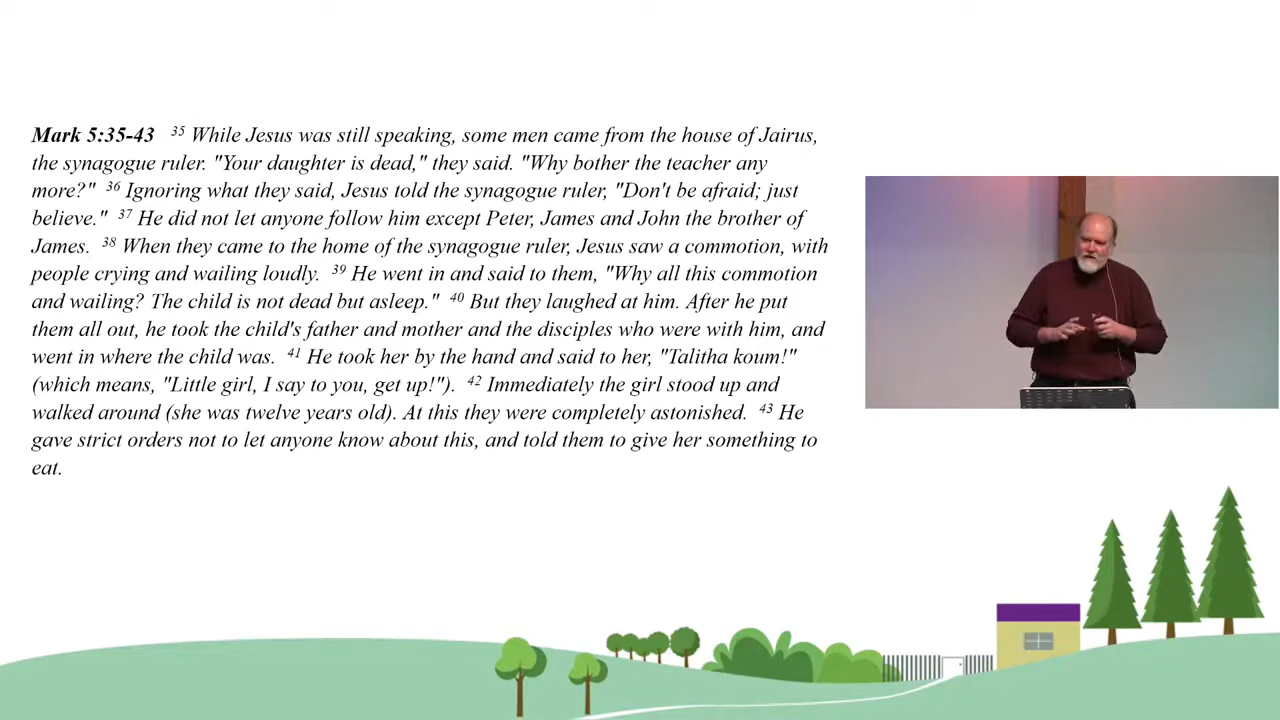 Mark 5:35-43 35 While Jesus was still speaking, some men came from the house of Jairus,
the synagogue ruler. "Your daughter is dead," they said. "Why bother the teacher any
more?" 36 Ignoring what they said, Jesus told the synagogue ruler, "Don't be afraid; just
believe." 37 He did not let anyone follow him except Peter, James and John the brother of
James. 38 When they came to the home of the synagogue ruler, Jesus saw a commotion, with
people crying and wailing loudly. 39 He went in and said to them, "Why all this commotion
and wailing? The child is not dead but asleep." 40 But they laughed at him. After he put
them all out, he took the child's father and mother and the disciples who were with him, and
went in where the child was. 41 He took her by the hand and said to her, "Talitha koum!"
(which means, "Little girl, I say to you, get up!"). 42 Immediately the girl stood up and
walked around (she was twelve years old). At this they were completely astonished. 43 He
gave strict orders not to let anyone know about this, and told them to give her something to
eat.